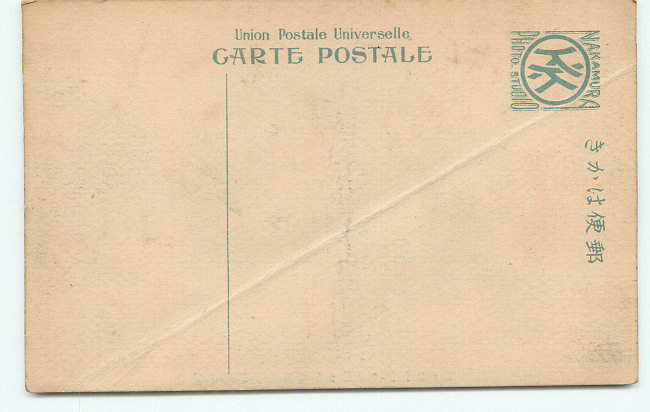 Union Postale Universelle
CARTE POSTALE
NAKAMURA
PHOTO. STUDIO
郵便はかき